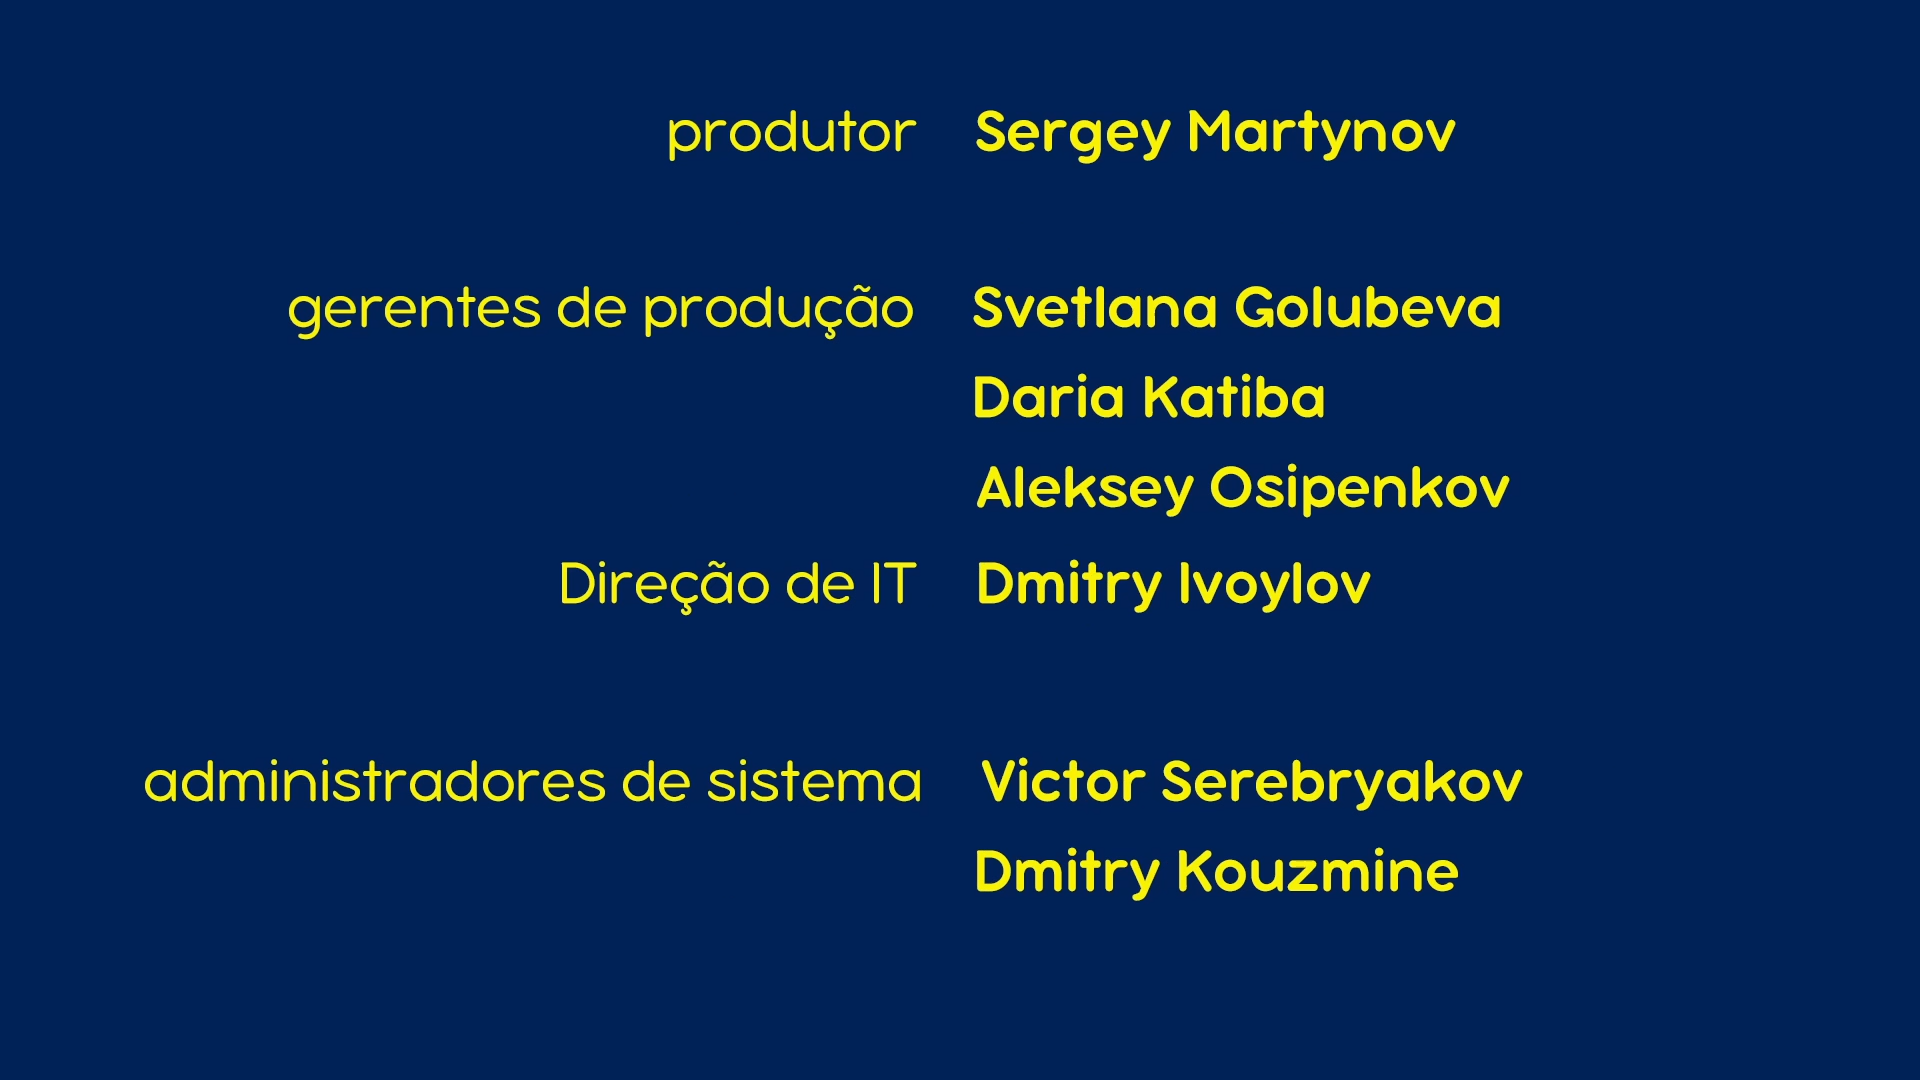 produtor Sergey Martynov
gerentes de produção Svetlana Golubeva
Daria Katiba
Aleksey Osipenkov
Direção de IT Dmitry Ivoylov
administradores de sistema Victor Serebryakov
Dmitry Kouzmine